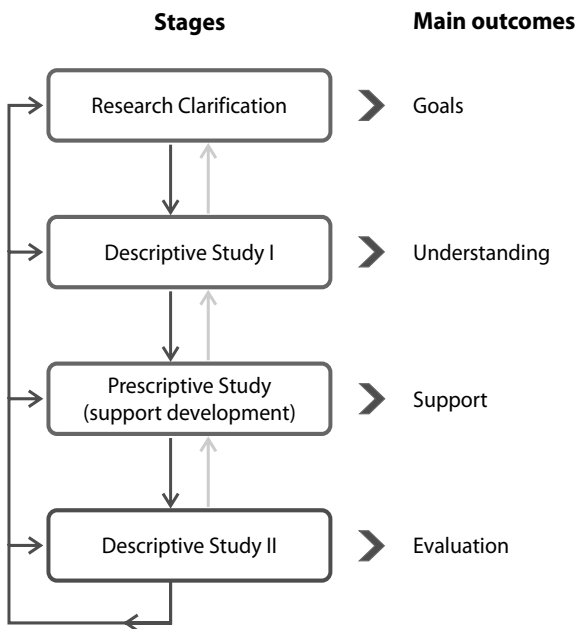 Stages
Main outcomes
Research Clarification
Goals
Descriptive Study I
Understanding
Prescriptive Study
(support development)
Support
Descriptive Study II
Evaluation